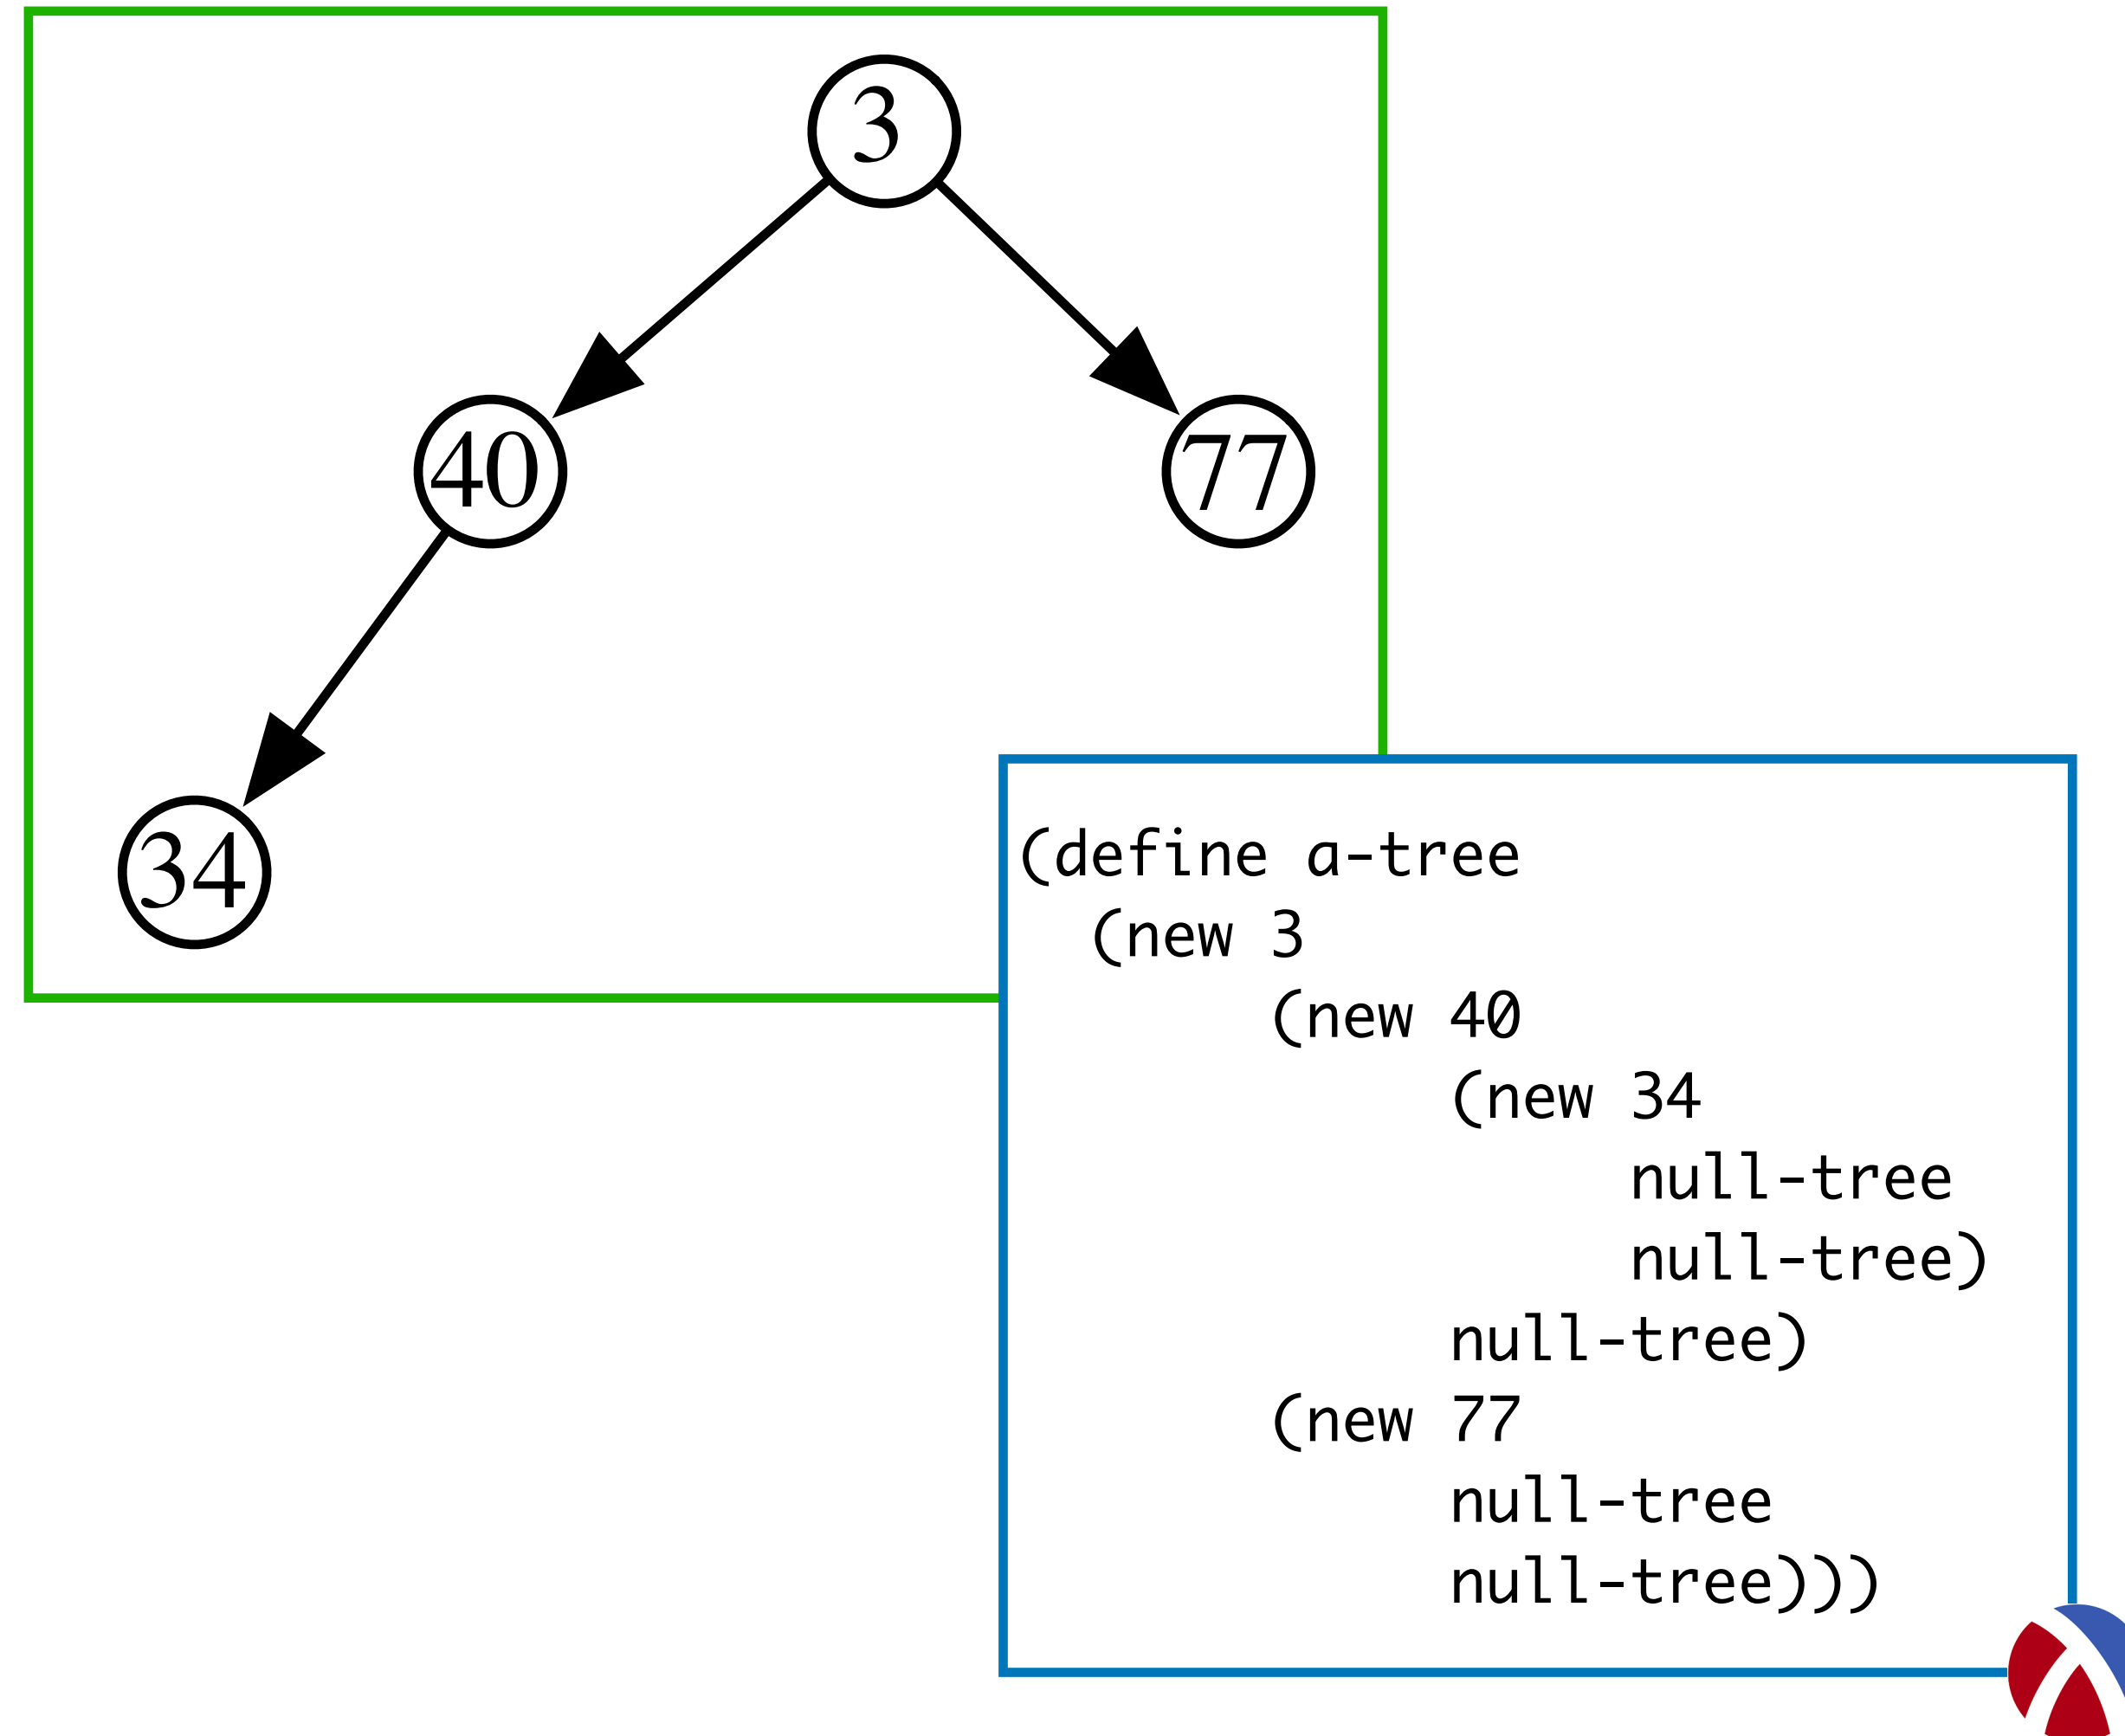 3
40 77
34
(define a-tree
  (new 3
       (new 40
            (new 34
                 null-tree
                 null-tree)
            null-tree)
       (new 77
            null-tree
            null-tree)))